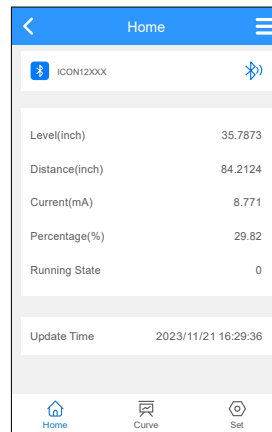 Home
ICON12XXX
Level(inch) 35.7873
Distance(inch) 84.2124
Current(mA) 8.771
Percentage(%) 29.82
Running State 0
Update Time 2023/11/21 16:29:36
Home Curve Set